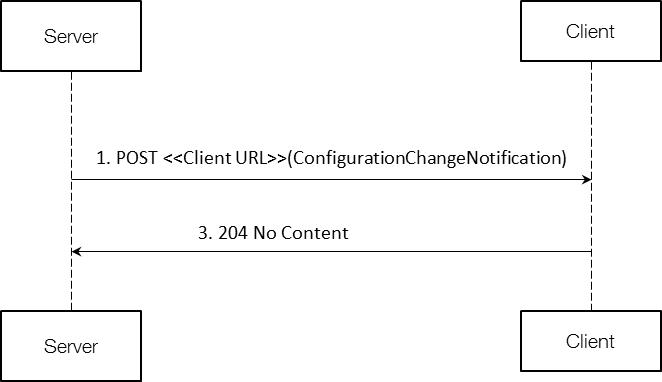 Server
Client
1. POST <<Client URL>>(ConfigurationChangeNotification)
3. 204 No Content
Server
Client